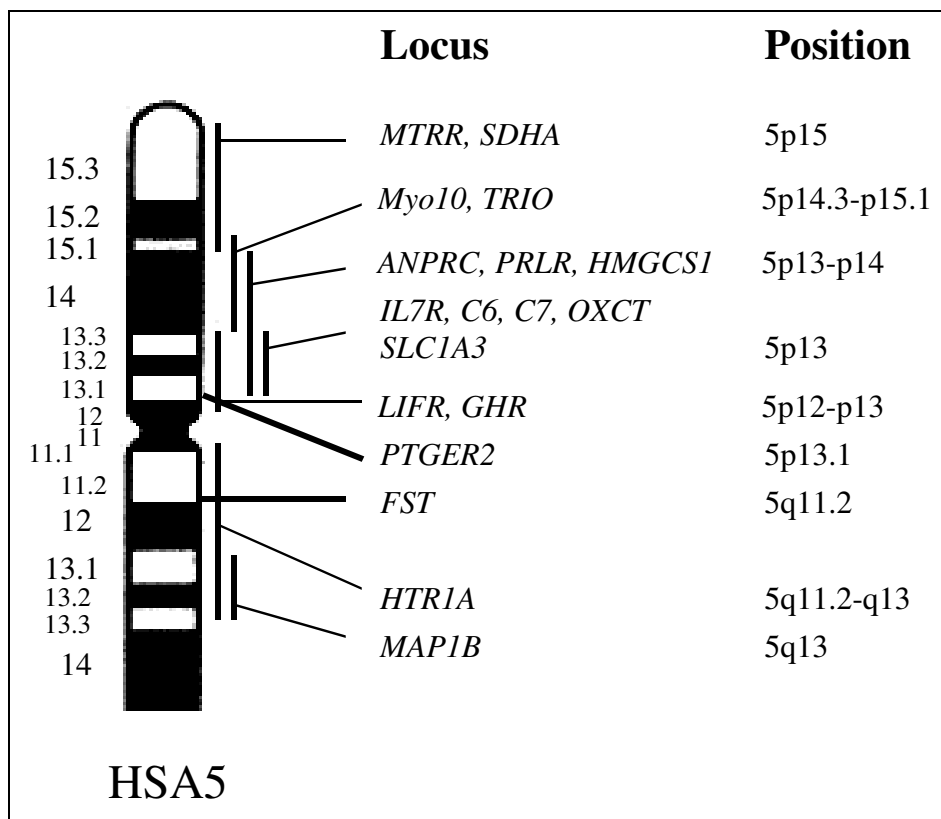 Locus Position
15.3
15.2
15.1
14
13.3
13.2
13.1
12
11
11.1
11.2
12
13.1
13.2
13.3
14
MTRR, SDHA 5p15
Myo10, TRIO 5p14.3-p15.1
ANPRC, PRLR, HMGCS1 5p13-p14
IL7R, C6, C7, OXCT
SLC1A3 5p13
LIFR, GHR 5p12-p13
PTGER2 5p13.1
FST 5q11.2
HTR1A 5q11.2-q13
MAP1B 5q13
HSA5